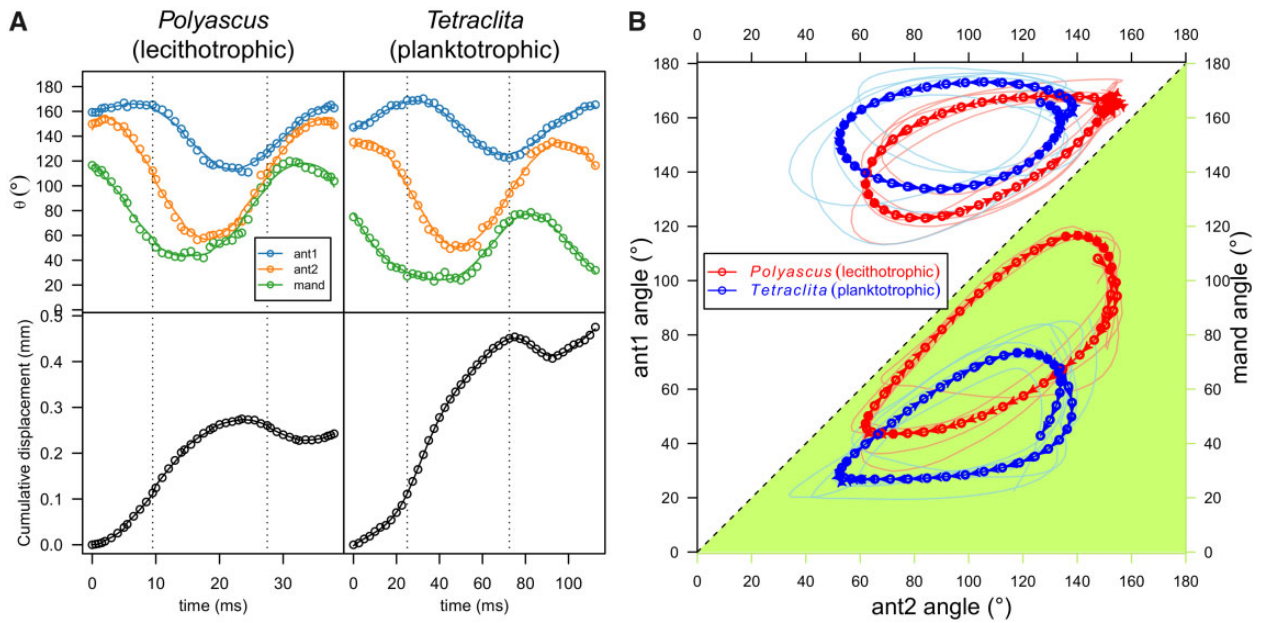 A
Polyascus
(lecithotrophic)
Tetraclita
(planktotrophic)
θ (°)
160
140
120
100
80
60
40
20
0
ant1
ant2
mand
Cumulative displacement (mm)
0.5
0.4
0.3
0.2
0.1
0.0
0 10 20 30
time (ms)
0 20 40 60 80 100
time (ms)
B
0 20 40 60 80 100 120 140 160 180
ant1 angle (°)
180
160
140
120
100
80
60
40
20
0
Polyascus (lecithotrophic)
Tetraclita (planktotrophic)
mand angle (°)
180
160
140
120
100
80
60
40
20
0
0 20 40 60 80 100 120 140 160 180
ant2 angle (°)